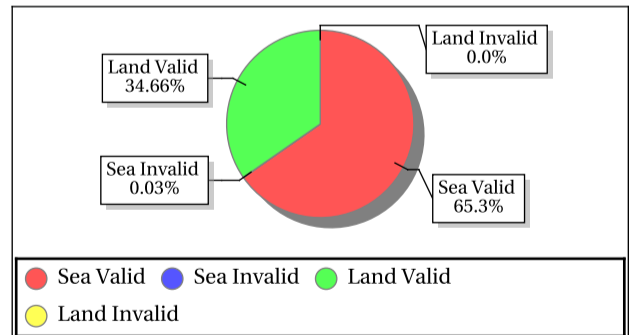 Land Invalid
0.0%
Land Valid
34.66%
Sea Invalid
0.03%
Sea Valid
65.3%
Sea Valid Sea Invalid Land Valid
Land Invalid